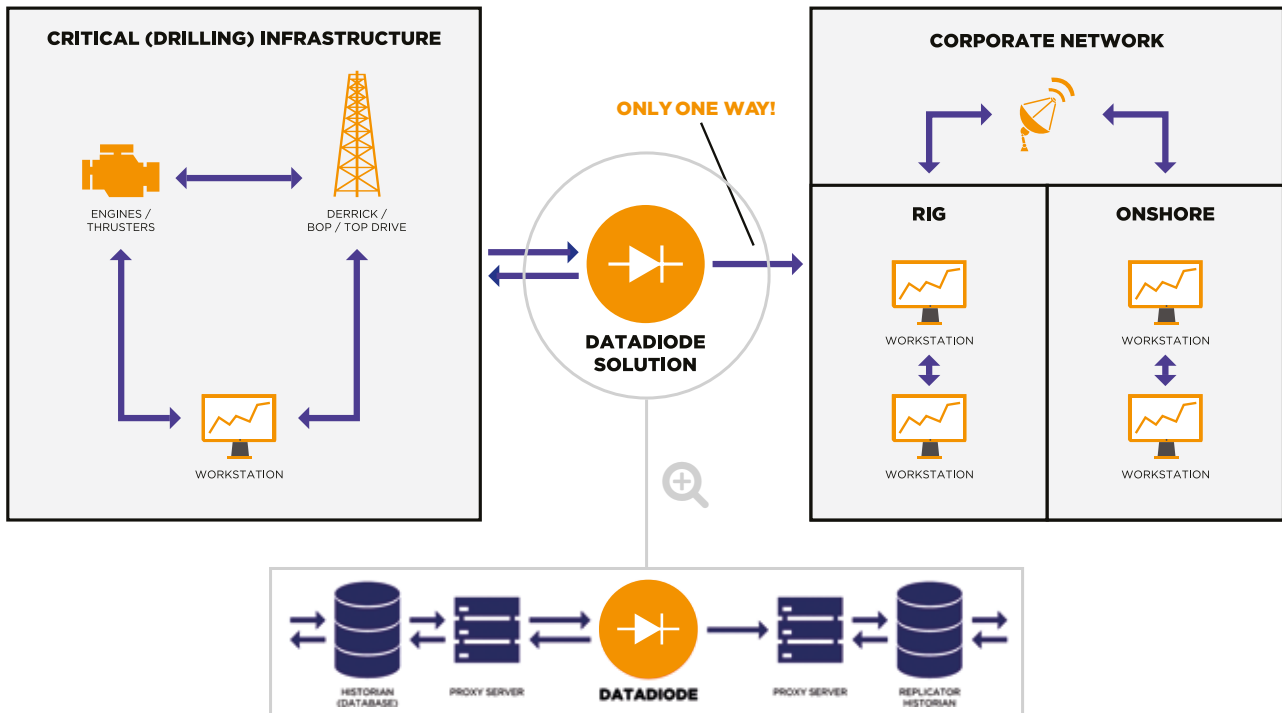 CRITICAL (DRILLING) INFRASTRUCTURE
ENGINES /
THRUSTERS
DERRICK /
BOP / TOP DRIVE
WORKSTATION
ONLY ONE WAY!
DATADIODE
SOLUTION
CORPORATE NETWORK
RIG
WORKSTATION
WORKSTATION
ONSHORE
WORKSTATION
WORKSTATION
HISTORIAN
(DATABASE)
PROXY SERVER
DATADIODE
PROXY SERVER
REPLICATOR
HISTORIAN